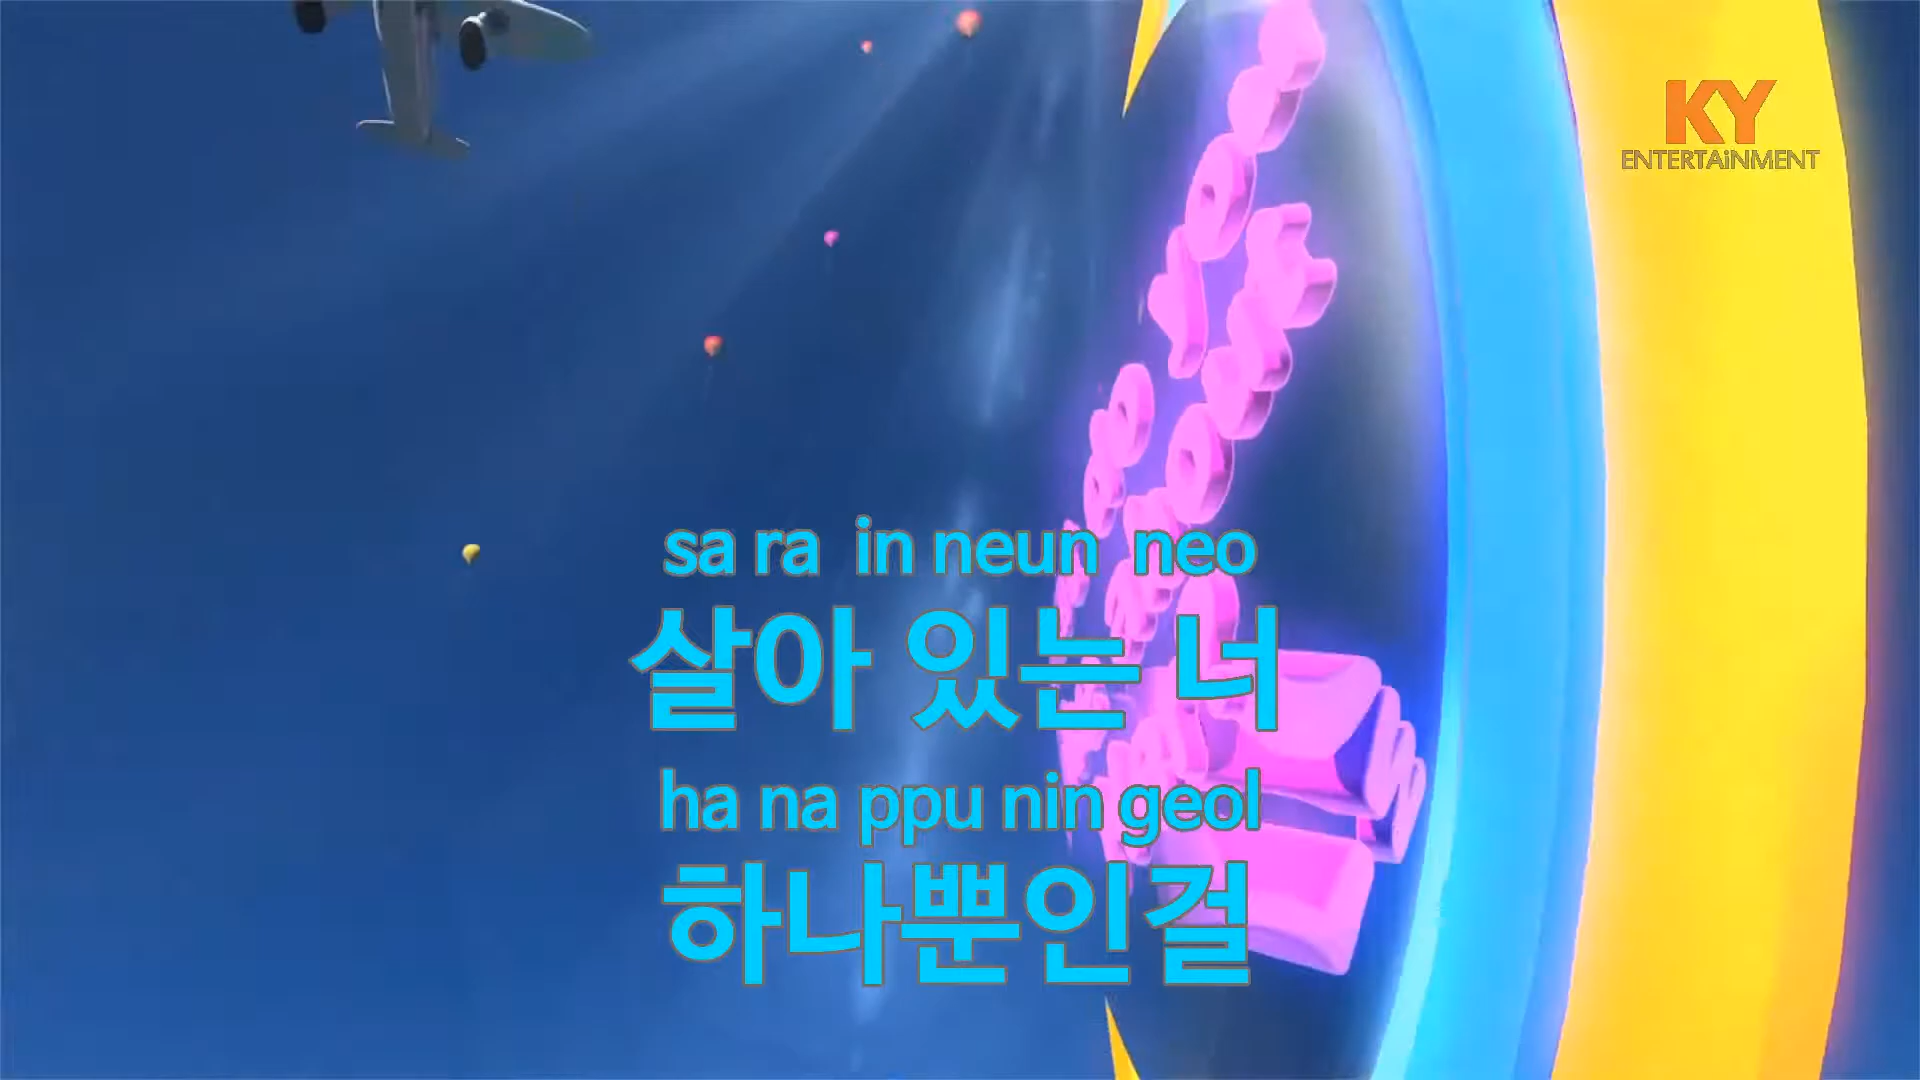 KY
ENTERTAiNMENT
sa ra in neun neo
살아 있는 너
ha na ppu nin geol
하나뿐인걸